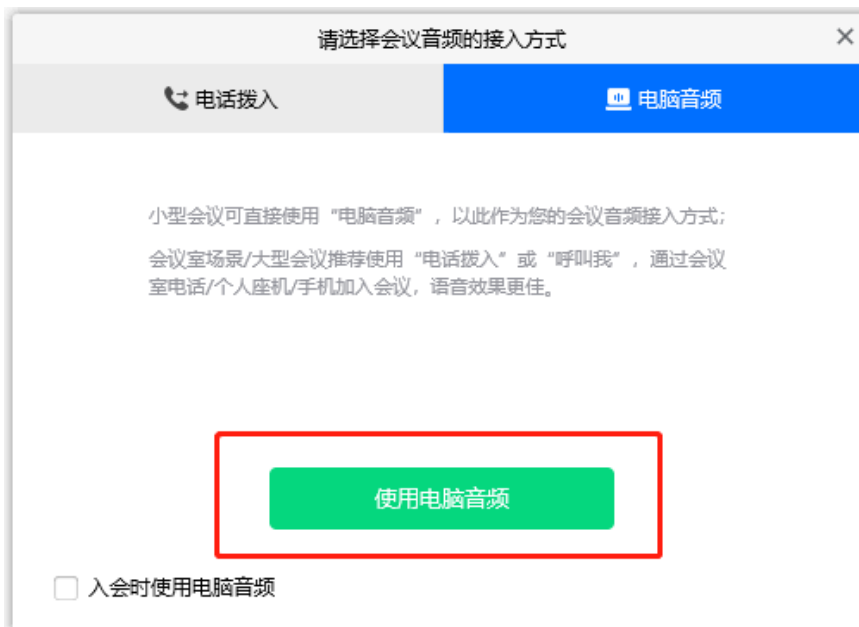 请选择会议音频的接入方式
电话拨入
电脑音频
小型会议可直接使用“电脑音频”，以此作为您的会议音频接入方式;
会议室场景/大型会议推荐使用“电话拨入”或“呼叫我”，通过会议
室电话/个人座机/手机加入会议，语音效果更佳。
使用电脑音频
入会时使用电脑音频